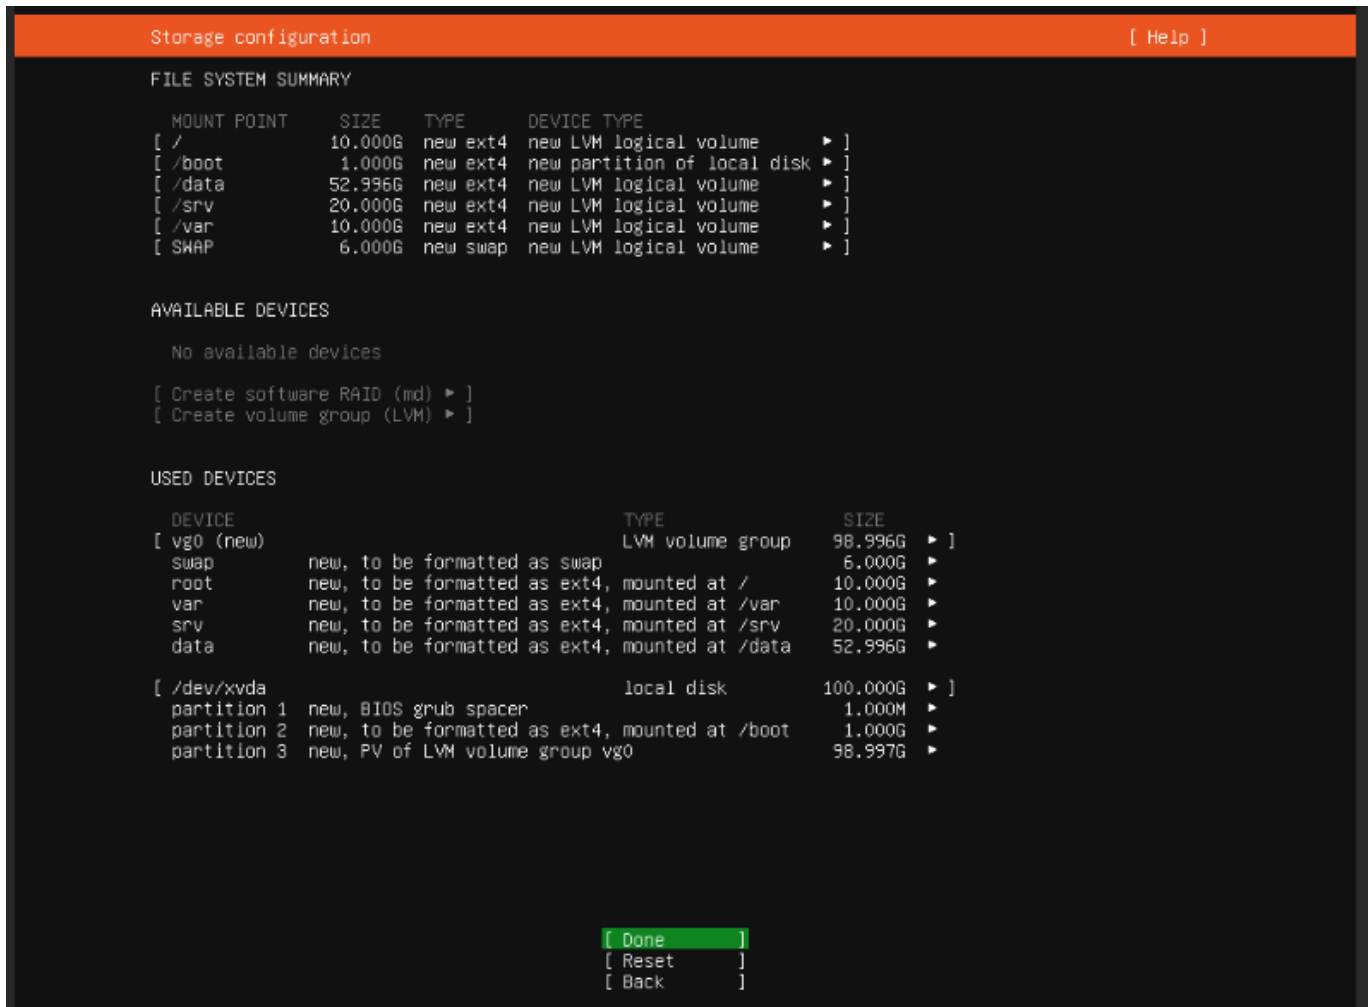 Storage configuration [ Help ]
FILE SYSTEM SUMMARY
MOUNT POINT SIZE TYPE DEVICE TYPE
[ / 10.000G new ext4 new LVM logical volume ▸ ]
[ /boot 1.000G new ext4 new partition of local disk ▸ ]
[ /data 52.996G new ext4 new LVM logical volume ▸ ]
[ /srv 20.000G new ext4 new LVM logical volume ▸ ]
[ /var 10.000G new ext4 new LVM logical volume ▸ ]
[ SWAP 6.000G new swap new LVM logical volume ▸ ]
AVAILABLE DEVICES
No available devices
[ Create software RAID (md) ▸ ]
[ Create volume group (LVM) ▸ ]
USED DEVICES
DEVICE TYPE SIZE
[ vg0 (new) LVM volume group 98.996G ▸ ]
swap new, to be formatted as swap 6.000G ▸
root new, to be formatted as ext4, mounted at / 10.000G ▸
var new, to be formatted as ext4, mounted at /var 10.000G ▸
srv new, to be formatted as ext4, mounted at /srv 20.000G ▸
data new, to be formatted as ext4, mounted at /data 52.996G ▸
[ /dev/xvda local disk 100.000G ▸ ]
partition 1 new, BIOS grub spacer 1.000M ▸
partition 2 new, to be formatted as ext4, mounted at /boot 1.000G ▸
partition 3 new, PV of LVM volume group vg0 98.997G ▸
[ Done ]
[ Reset ]
[ Back ]